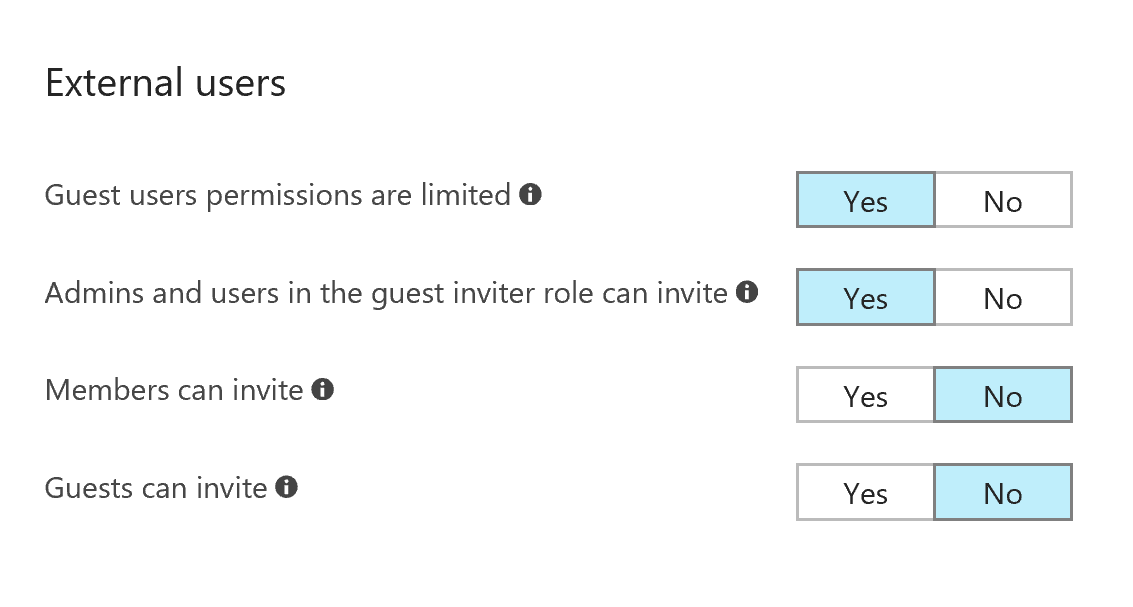 External users
Guest users permissions are limited Yes No
Admins and users in the guest inviter role can invite Yes No
Members can invite Yes No
Guests can invite Yes No